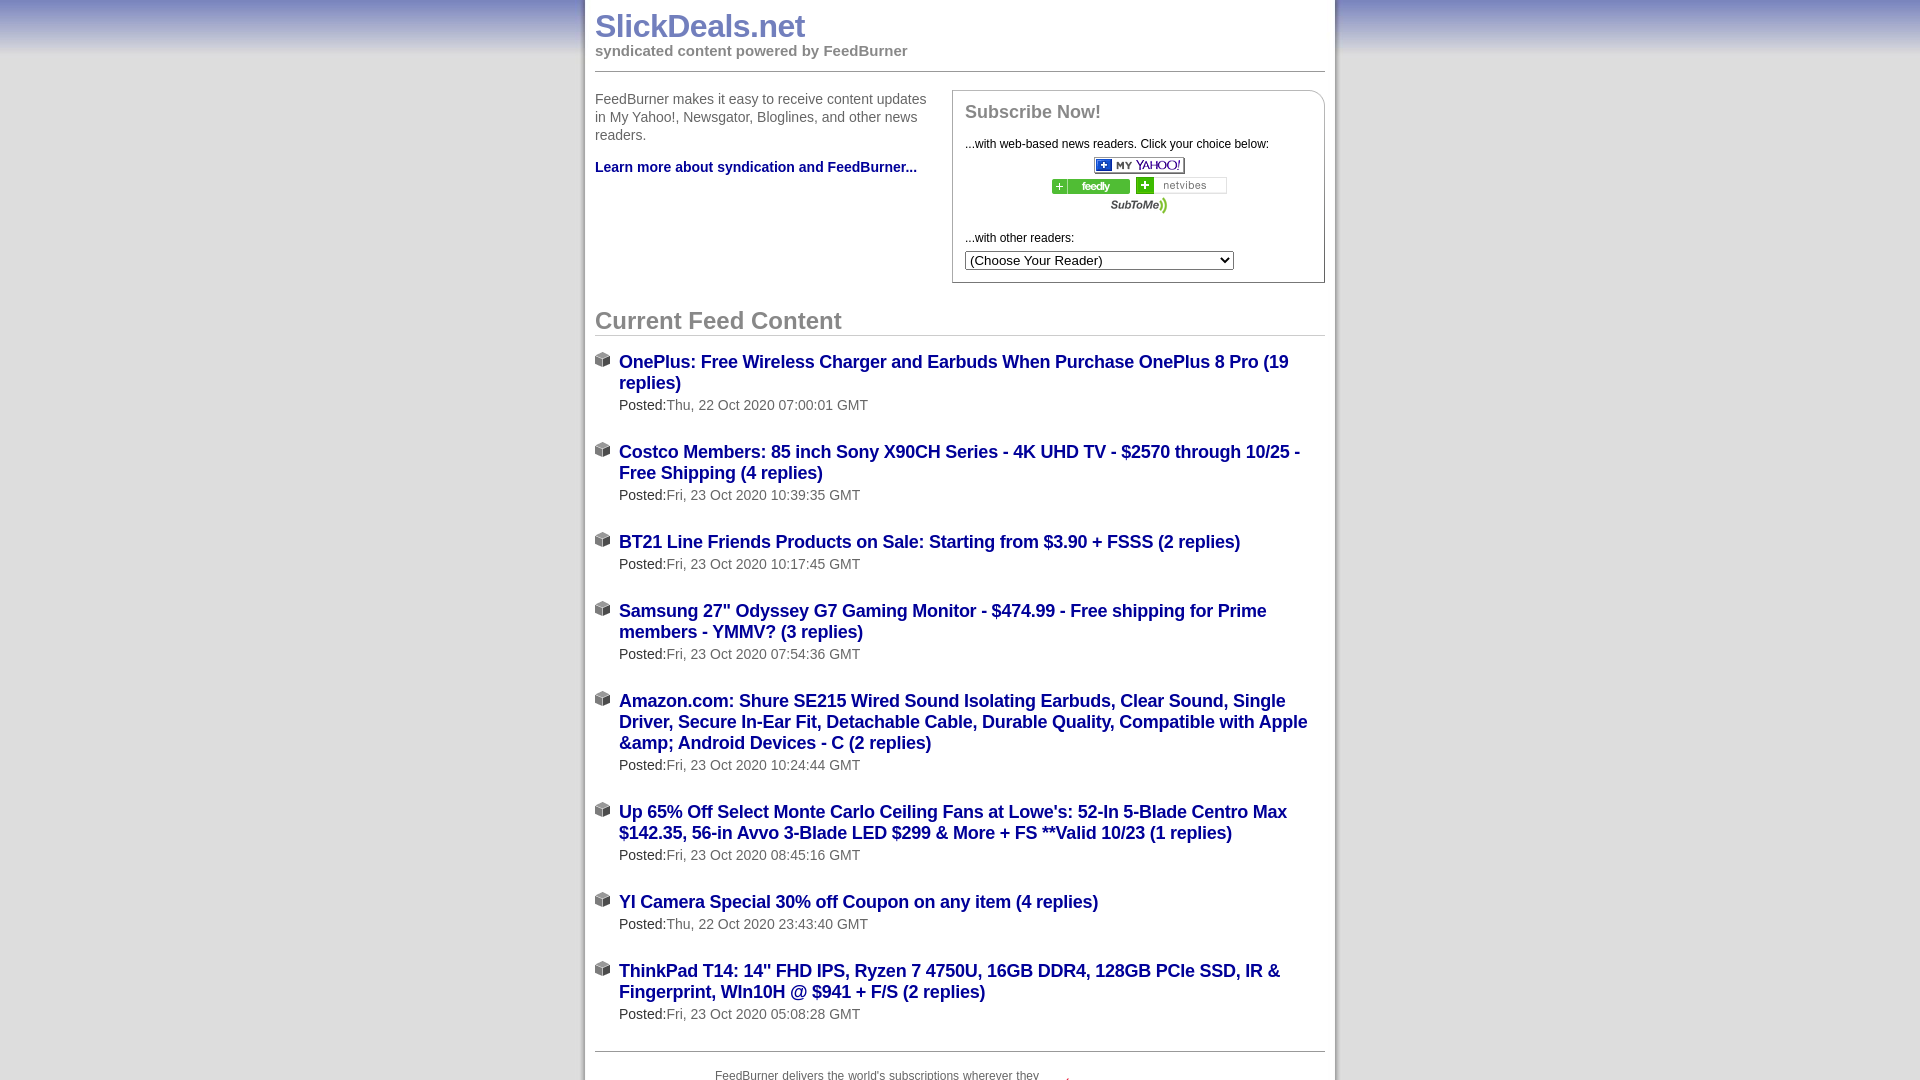 SlickDeals.net
syndicated content powered by FeedBurner
FeedBurner makes it easy to receive content updates
in My Yahoo!, Newsgator, Bloglines, and other news
readers.
Learn more about syndication and FeedBurner...
Subscribe Now!
...with web-based news readers. Click your choice below:
MY YAHOO!
feedly
netvibes
SubToMe
...with other readers:
(Choose Your Reader)
Current Feed Content
OnePlus: Free Wireless Charger and Earbuds When Purchase OnePlus 8 Pro (19
replies)
Posted:Thu, 22 Oct 2020 07:00:01 GMT
Costco Members: 85 inch Sony X90CH Series - 4K UHD TV - $2570 through 10/25 -
Free Shipping (4 replies)
Posted:Fri, 23 Oct 2020 10:39:35 GMT
BT21 Line Friends Products on Sale: Starting from $3.90 + FSSS (2 replies)
Posted:Fri, 23 Oct 2020 10:17:45 GMT
Samsung 27" Odyssey G7 Gaming Monitor - $474.99 - Free shipping for Prime
members - YMMV? (3 replies)
Posted:Fri, 23 Oct 2020 07:54:36 GMT
Amazon.com: Shure SE215 Wired Sound Isolating Earbuds, Clear Sound, Single
Driver, Secure In-Ear Fit, Detachable Cable, Durable Quality, Compatible with Apple
&amp; Android Devices - C (2 replies)
Posted:Fri, 23 Oct 2020 10:24:44 GMT
Up 65% Off Select Monte Carlo Ceiling Fans at Lowe's: 52-In 5-Blade Centro Max
$142.35, 56-in Avvo 3-Blade LED $299 & More + FS **Valid 10/23 (1 replies)
Posted:Fri, 23 Oct 2020 08:45:16 GMT
YI Camera Special 30% off Coupon on any item (4 replies)
Posted:Thu, 22 Oct 2020 23:43:40 GMT
ThinkPad T14: 14'' FHD IPS, Ryzen 7 4750U, 16GB DDR4, 128GB PCIe SSD, IR &
Fingerprint, WIn10H @ $941 + F/S (2 replies)
Posted:Fri, 23 Oct 2020 05:08:28 GMT
FeedBurner delivers the world's subscriptions wherever they